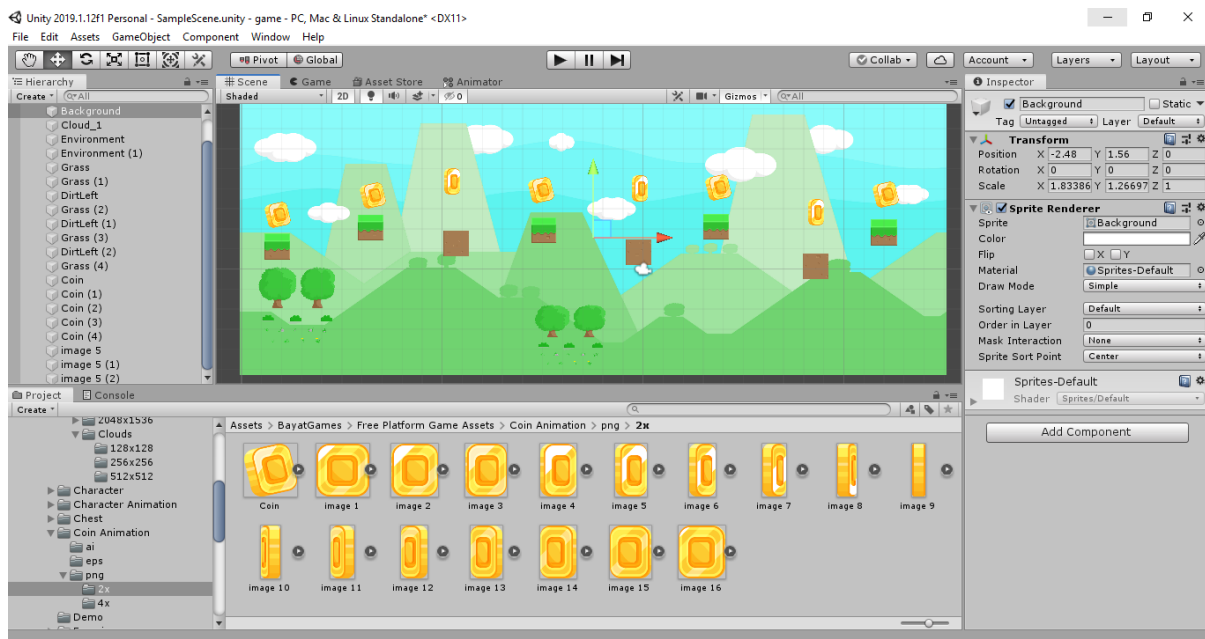 Unity 2019.1.12f1 Personal - SampleScene.unity - game - PC, Mac & Linux Standalone* <DX11>
File Edit Assets GameObject Component Window Help
Pivot Global Collab Account Layers Layout
Hierarchy
Create All
Background
Cloud_1
Environment
Environment (1)
Grass
Grass (1)
DirtLeft
Grass (2)
DirtLeft (1)
Grass (3)
DirtLeft (2)
Grass (4)
Coin
Coin (1)
Coin (2)
Coin (3)
Coin (4)
image 5
image 5 (1)
image 5 (2)
Scene Game Asset Store Animator
Shaded 2D 0 Gizmos All
Inspector
Background Static
Tag Untagged Layer Default
Transform
Position X -2.48 Y 1.56 Z 0
Rotation X 0 Y 0 Z 0
Scale X 1.83386 Y 1.26697 Z 1
Sprite Renderer
Sprite Background
Color
Flip X Y
Material Sprites-Default
Draw Mode Simple
Sorting Layer Default
Order in Layer 0
Mask Interaction None
Sprite Sort Point Center
Sprites-Default
Shader Sprites/Default
Add Component
Project Console
Create
2048x1536
Clouds
128x128
256x256
512x512
Character
Character Animation
Chest
Coin Animation
ai
eps
png
2x
4x
Demo
Assets > BayatGames > Free Platform Game Assets > Coin Animation > png > 2x
Coin image 1 image 2 image 3 image 4 image 5 image 6 image 7 image 8 image 9
image 10 image 11 image 12 image 13 image 14 image 15 image 16